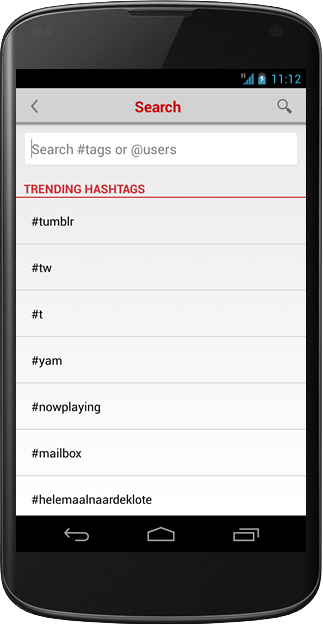 H 11:12
Search
Search #tags or @users
TRENDING HASHTAGS
#tumblr
#tw
#t
#yam
#nowplaying
#mailbox
#helemaalnaardeklote